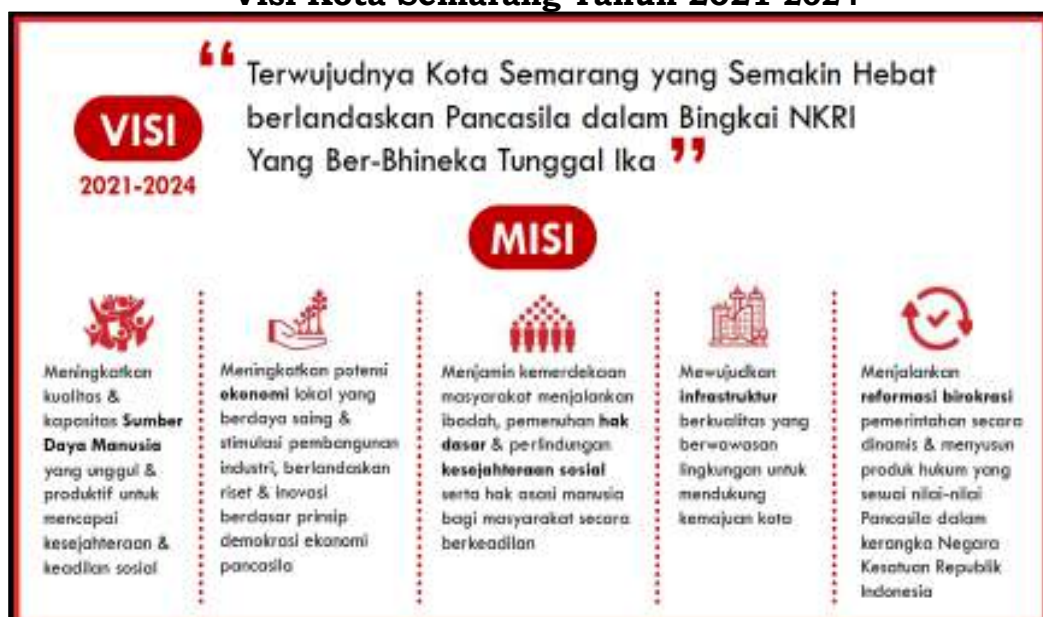 Visi Kota Semarang Tahun 2021-2024
VISI
2021-2024
“ Terwujudnya Kota Semarang yang Semakin Hebat
berlandaskan Pancasila dalam Bingkai NKRI
Yang Ber-Bhineka Tunggal Ika ”
MISI
Meningkatkan
kualitas &
kapasitas Sumber
Daya Manusia
yang unggul &
produktif untuk
mencapai
kesejahteraan &
keadilan sosial
Meningkatkan potensi
ekonomi lokal yang
berdaya saing &
stimulasi pembangunan
industri, berlandaskan
riset & inovasi
berdasar prinsip
demokrasi ekonomi
pancasila
Menjamin kemerdekaan
masyarakat menjalankan
ibadah, pemenuhan hak
dasar & perlindungan
kesejahteraan sosial
serta hak asasi manusia
bagi masyarakat secara
berkeadilan
Mewujudkan
infrastruktur
berkualitas yang
berwawasan
lingkungan untuk
mendukung
kemajuan kota
Menjalankan
reformasi birokrasi
pemerintahan secara
dinamis & menyusun
produk hukum yang
sesuai nilai-nilai
Pancasila dalam
kerangka Negara
Kesatuan Republik
Indonesia